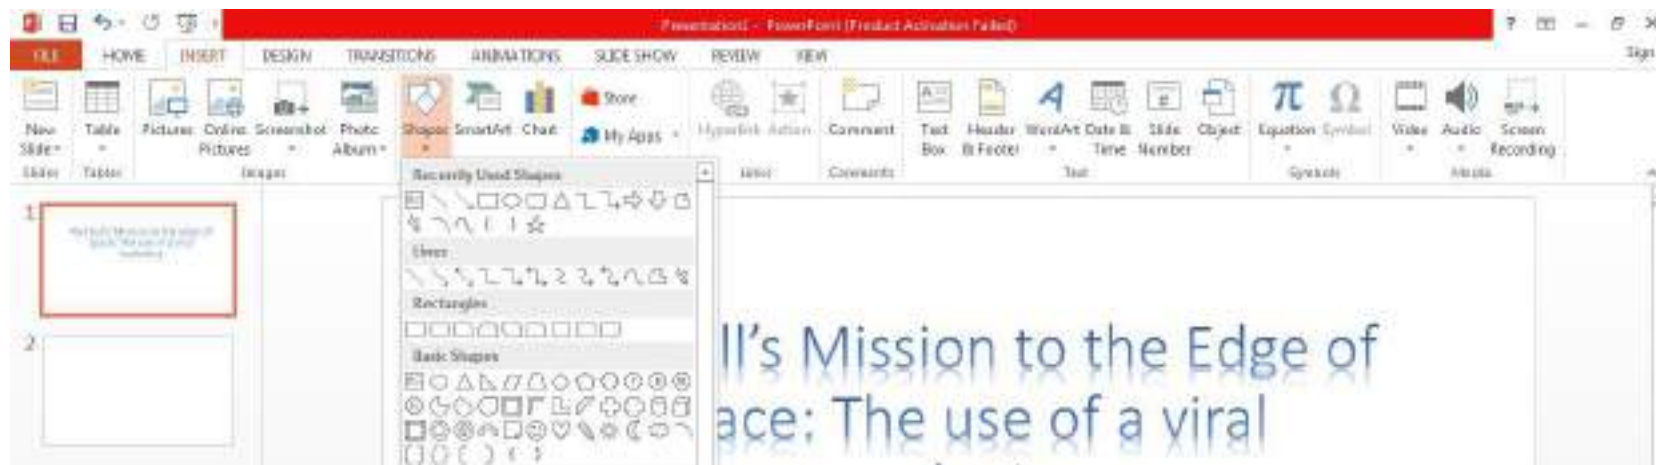 Presentation1 - PowerPoint (Product Activation Failed)
FILE HOME INSERT DESIGN TRANSITIONS ANIMATIONS SLIDE SHOW REVIEW VIEW Sign
New Slide Table Pictures Online Pictures Screenshot Photo Album Shapes SmartArt Chart Store My Apps Hyperlink Action Comment Text Box Header & Footer WordArt Date & Time Slide Number Object Equation Symbol Video Audio Screen Recording
Slides Tables Images Links Comments Text Symbols Media
Recently Used Shapes
Lines
Rectangles
Basic Shapes
1
2
ll's Mission to the Edge of
ace: The use of a viral